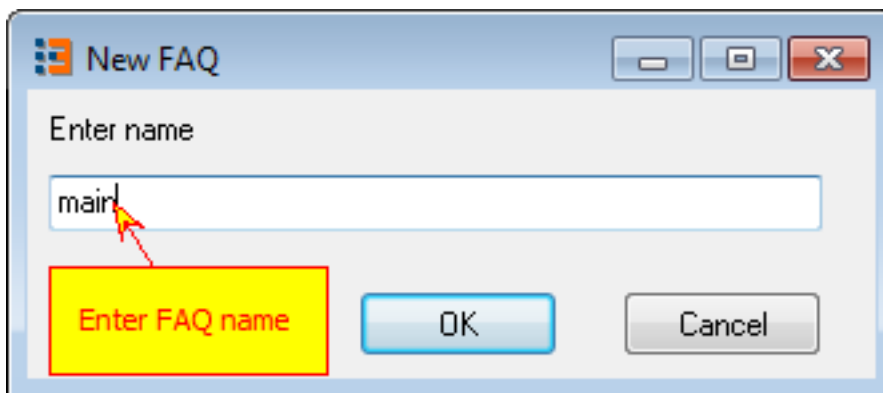 New FAQ
Enter name
main
Enter FAQ name
OK
Cancel